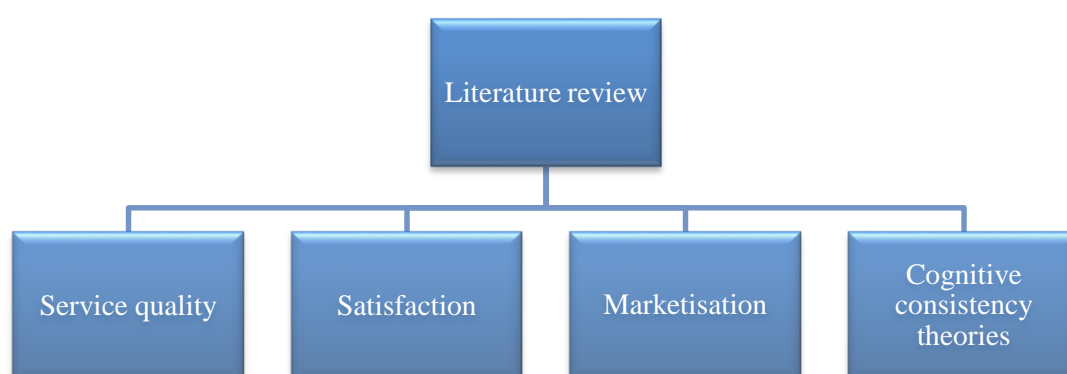 Literature review
Service quality
Satisfaction
Marketisation
Cognitive
consistency
theories